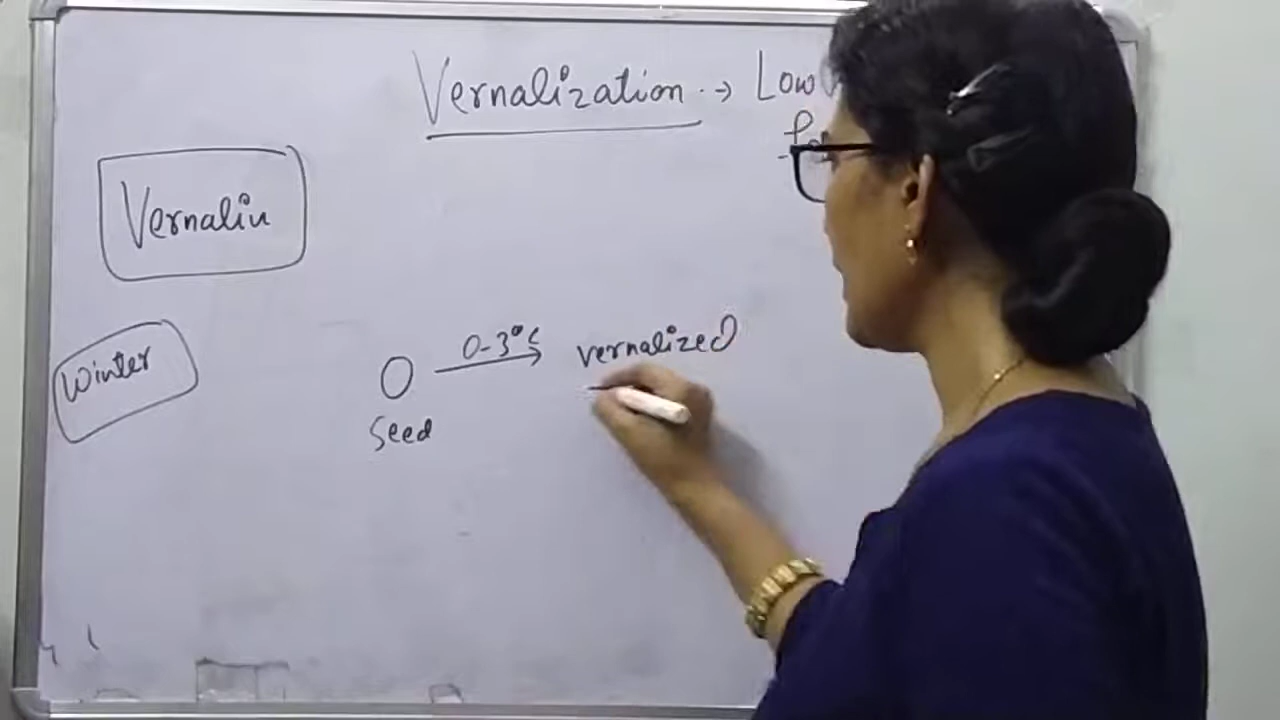 Vernalization → Low
Vernalin
Winter
0-3°C
vernalized
Seed